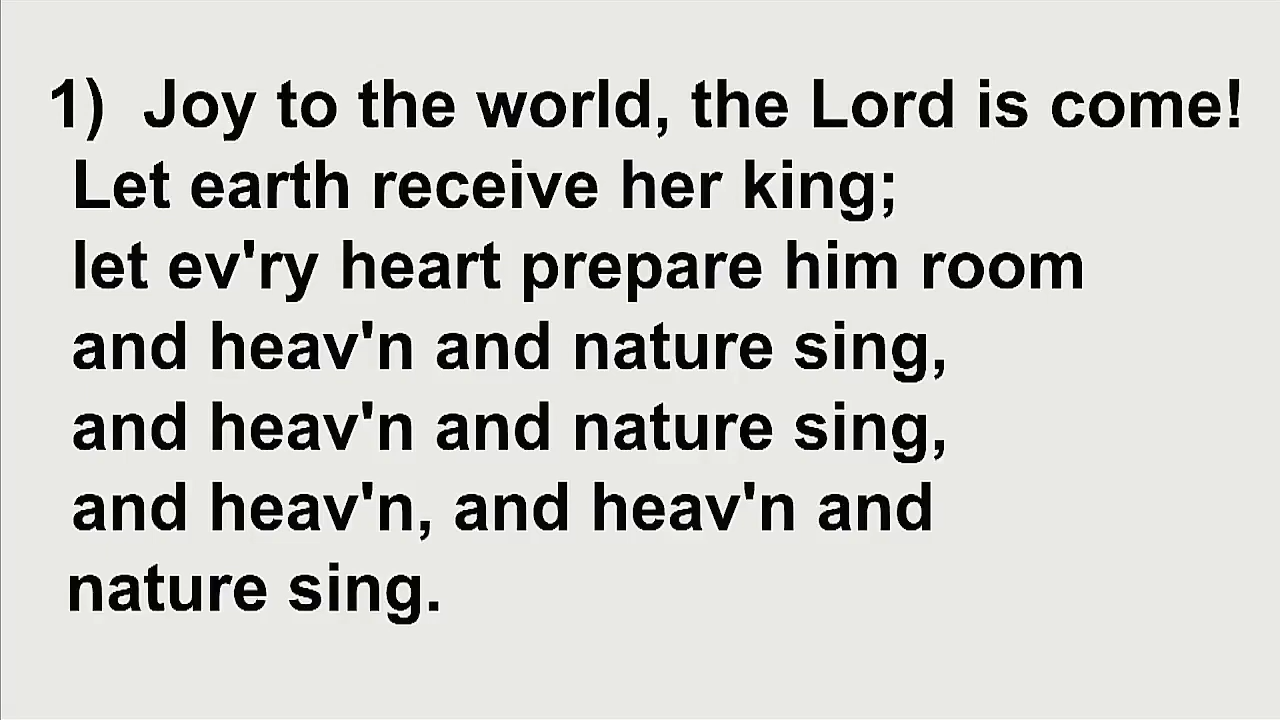 1) Joy to the world, the Lord is come!
Let earth receive her king;
let ev'ry heart prepare him room
and heav'n and nature sing,
and heav'n and nature sing,
and heav'n, and heav'n and
nature sing.